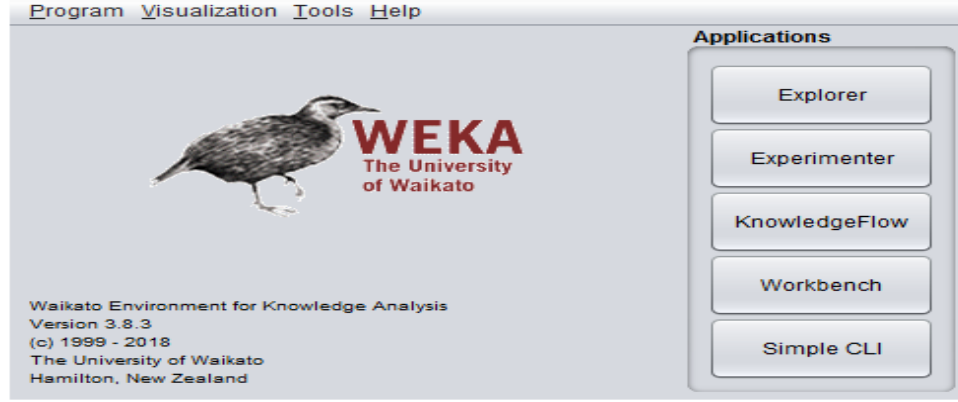 Program Visualization Tools Help
Applications
Explorer
Experimenter
KnowledgeFlow
Workbench
Simple CLI
WEKA
The University
of Waikato
Waikato Environment for Knowledge Analysis
Version 3.8.3
(c) 1999 - 2018
The University of Waikato
Hamilton, New Zealand